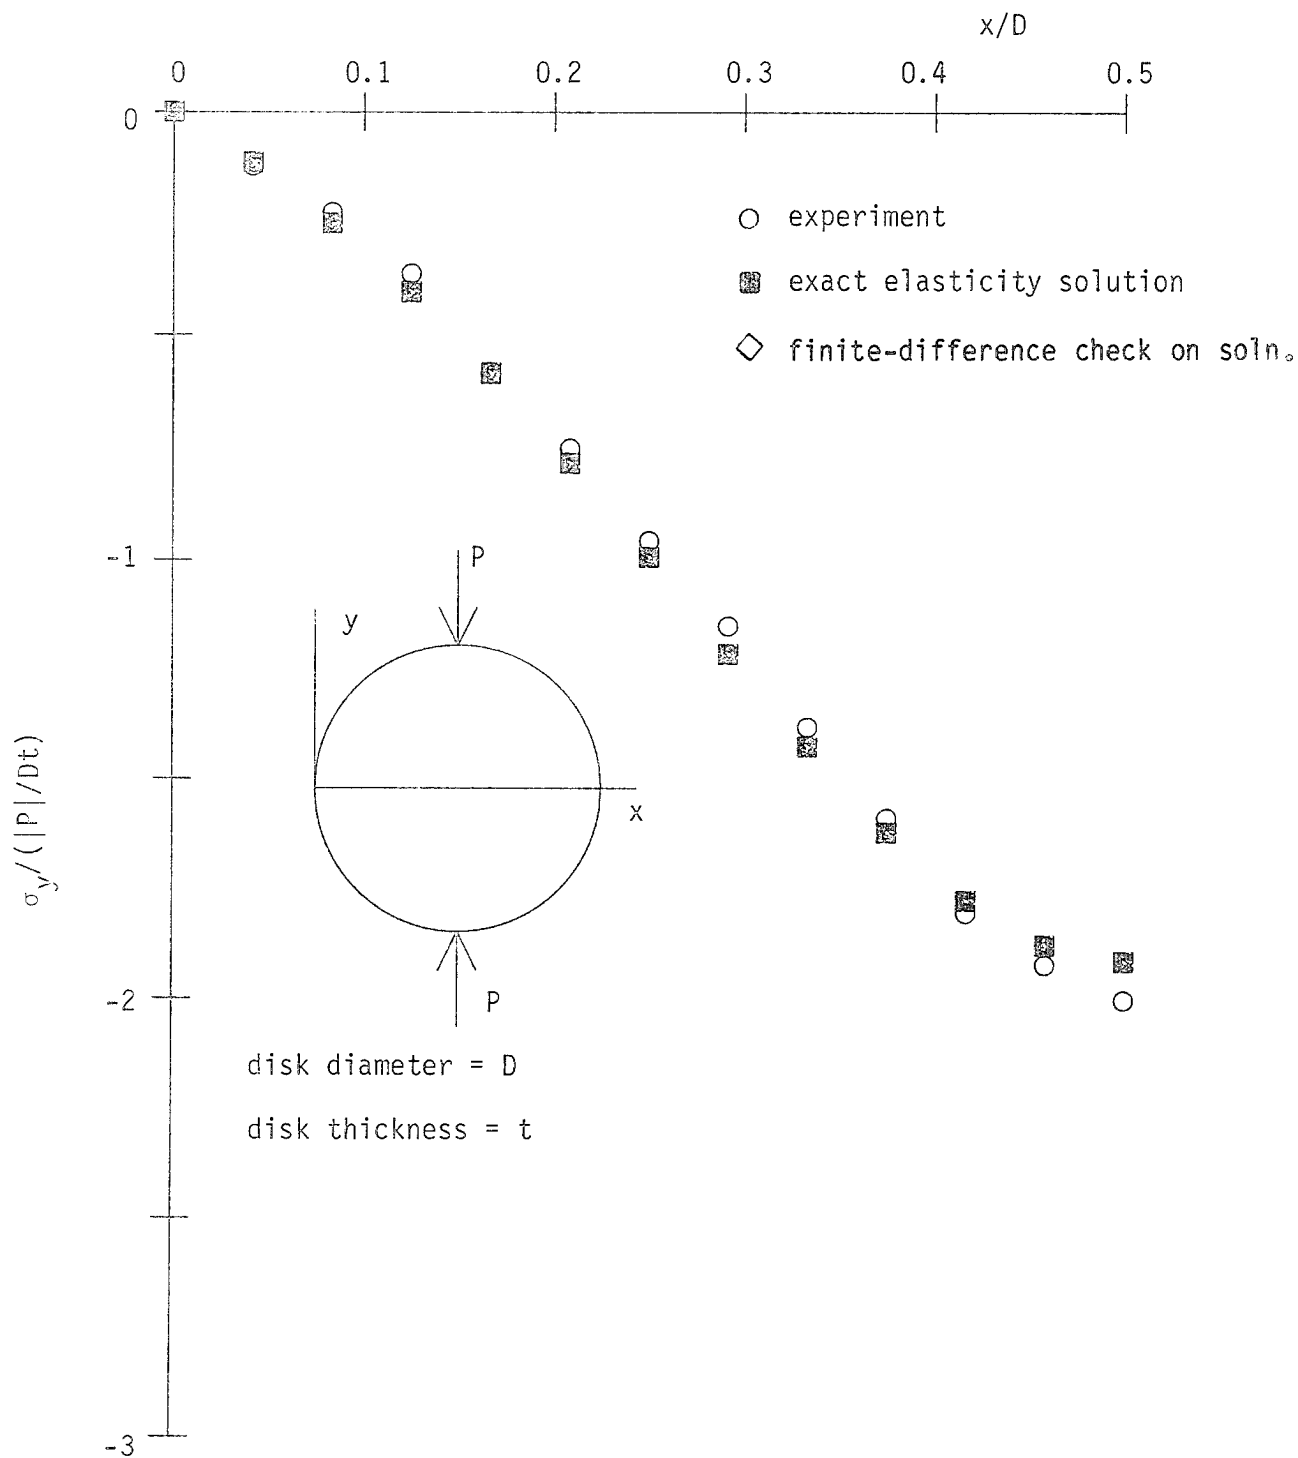 x/D
0 0.1 0.2 0.3 0.4 0.5
0
experiment
exact elasticity solution
finite-difference check on soln.
-1
P
y
σy/(|P|/Dt)
x
-2
P
disk diameter = D
disk thickness = t
-3